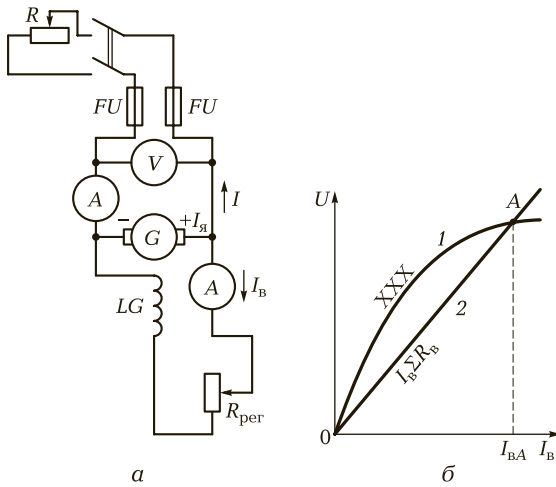 R
FU FU
V
A I
− +Iя
G
A Iв
LG
Rрег
а
U
A
1
XXX
2
IвΣRв
0 IвA Iв
б